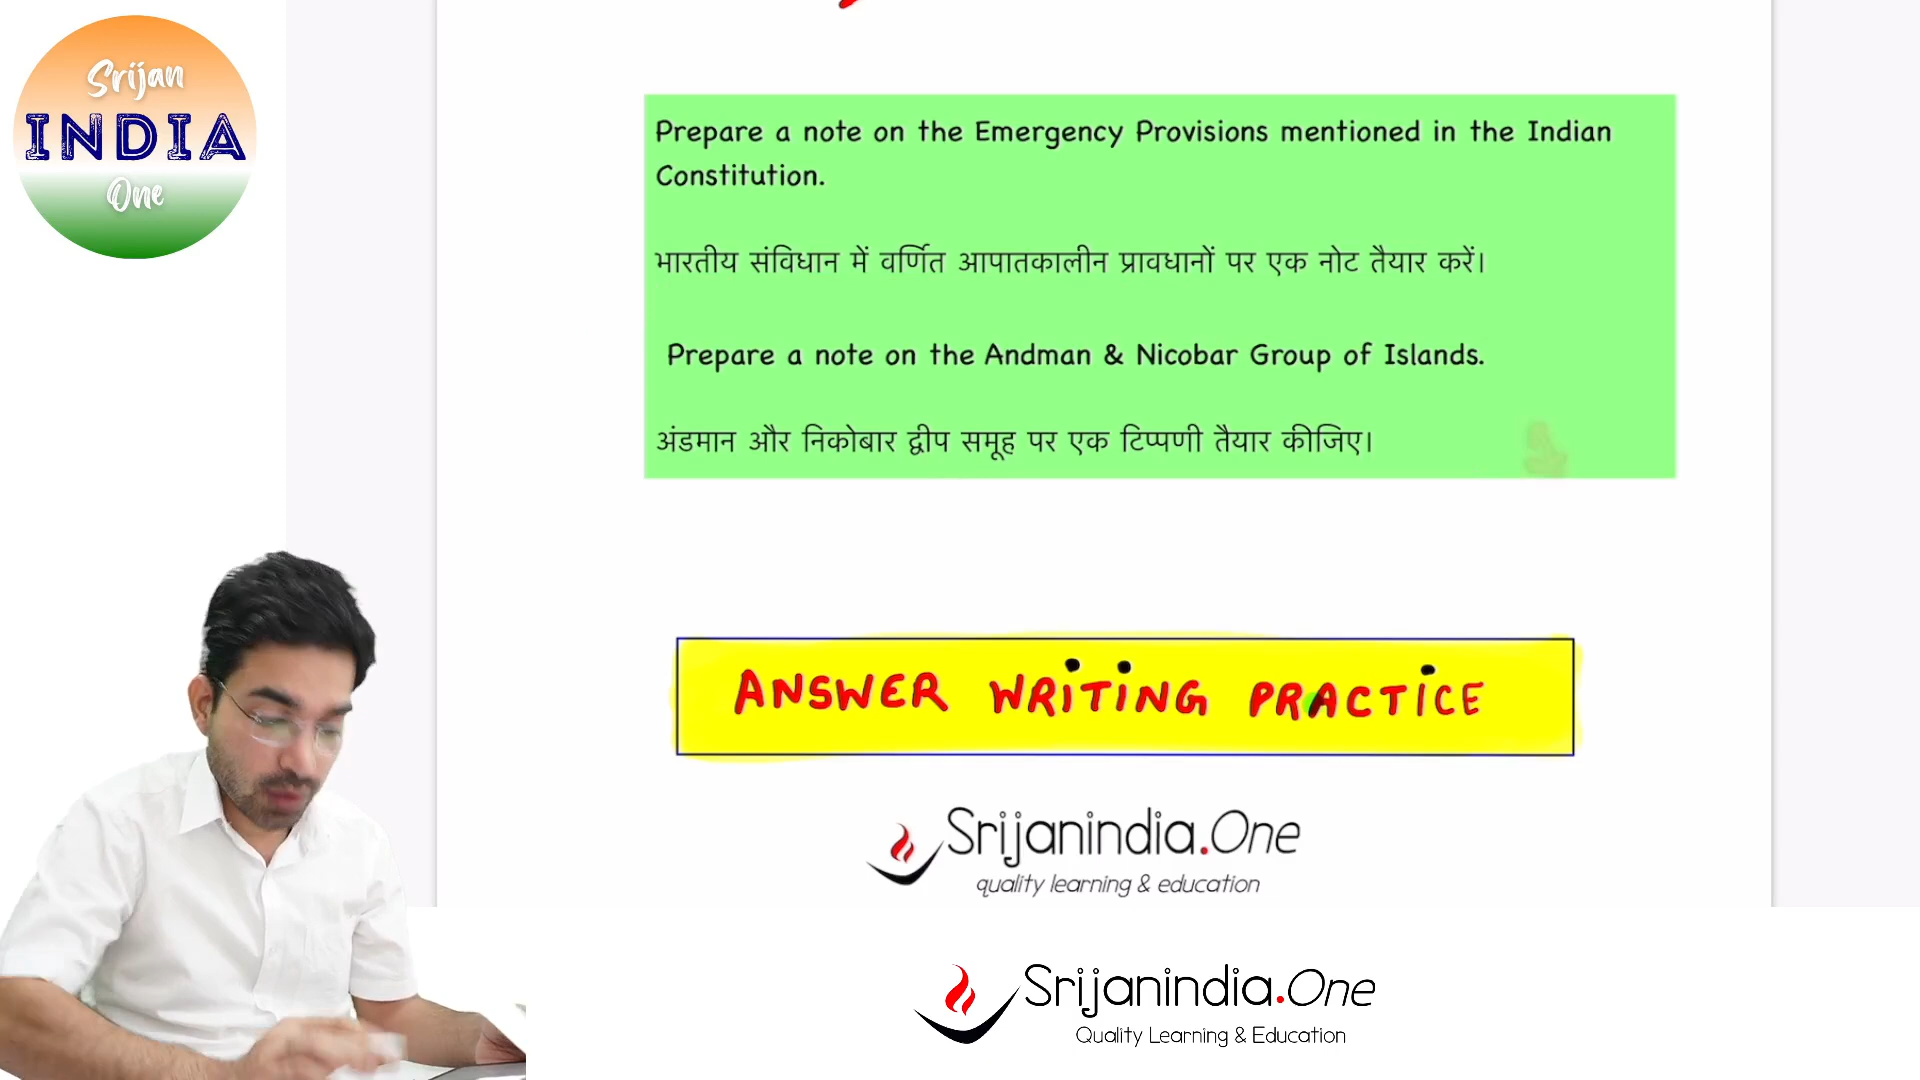 Srijan
INDIA
One
Prepare a note on the Emergency Provisions mentioned in the Indian
Constitution.
भारतीय संविधान में वर्णित आपातकालीन प्रावधानों पर एक नोट तैयार करें।
Prepare a note on the Andman & Nicobar Group of Islands.
अंडमान और निकोबार द्वीप समूह पर एक टिप्पणी तैयार कीजिए।
ANSWER WRITING PRACTICE
Srijanindia.One
quality learning & education
Srijanindia.One
Quality Learning & Education